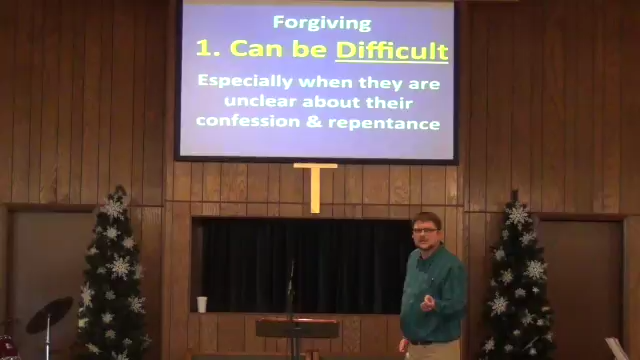 Forgiving
1. Can be Difficult
Especially when they are
unclear about their
confession & repentance